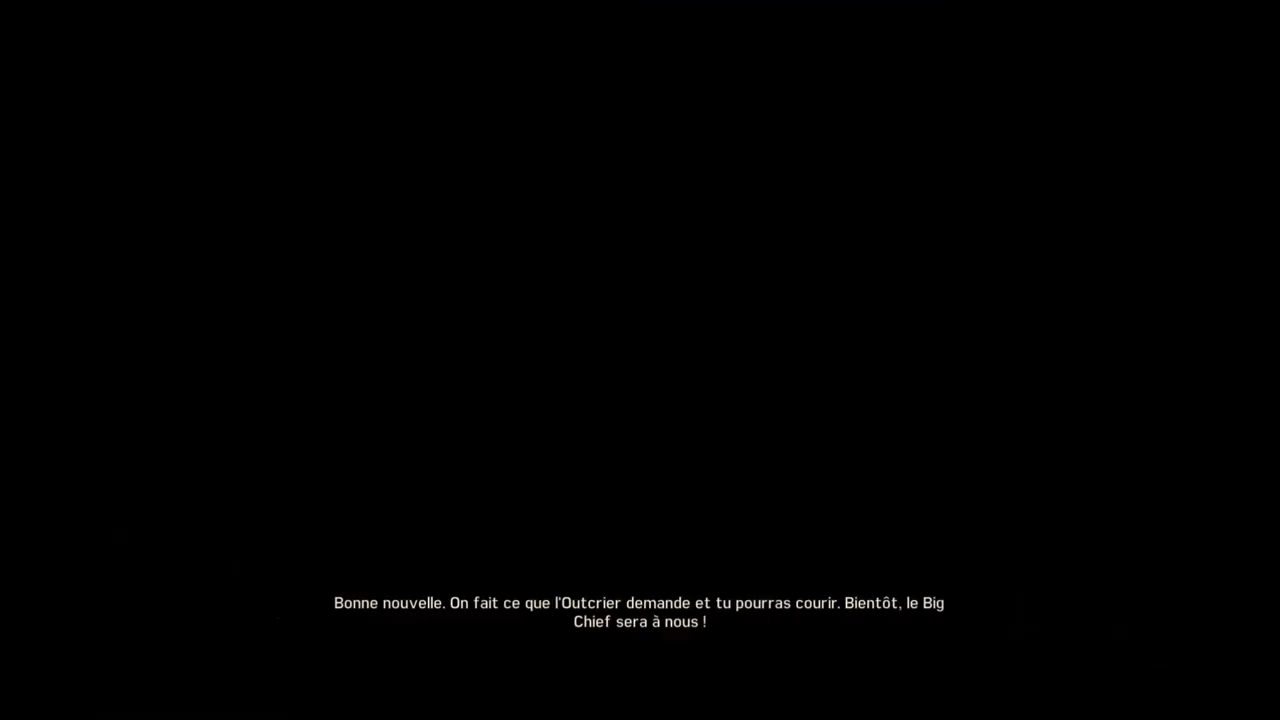 Bonne nouvelle. On fait ce que l'Outcrier demande et tu pourras courir. Bientôt, le Big
Chief sera à nous !